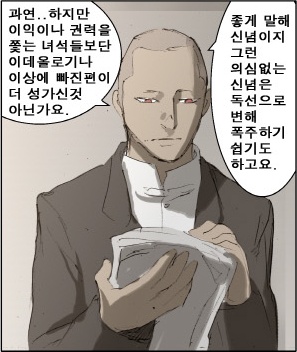 과연..하지만
이익이나 권력을
쫓는 녀석들보단
이데올로기나
이상에 빠진편이
더 성가신것
아닌가요.
좋게 말해
신념이지
그런
의심없는
신념은
독선으로
변해
폭주하기
쉽기도
하고요.